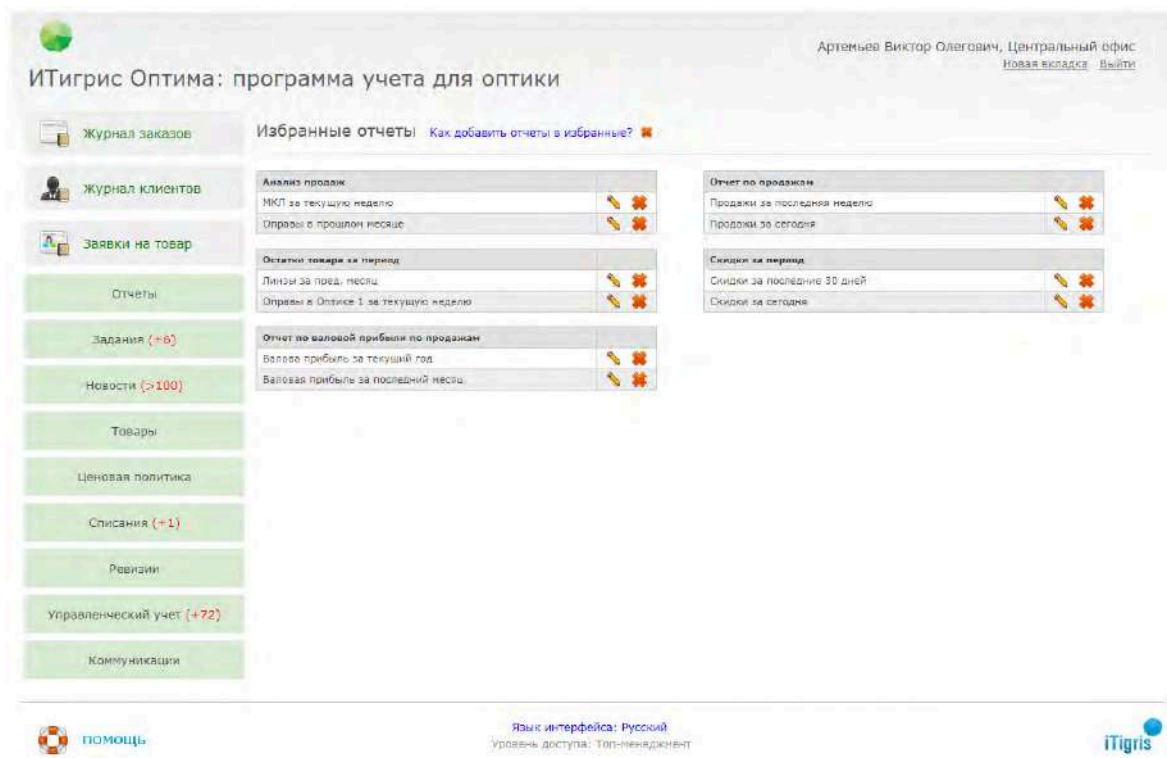 Артемьев Виктор Олегович, Центральный офис
Новая вкладка Выйти
ИТигрис Оптима: программа учета для оптики
Журнал заказов
Журнал клиентов
Заявки на товар
Отчеты
Задания (+6)
Новости (>100)
Товары
Ценовая политика
Списания (+1)
Ревизии
Управленческий учет (+72)
Коммуникации
Избранные отчеты Как добавить отчеты в избранные?
Анализ продаж
МКЛ за текущую неделю
Оправы в прошлом месяце
Остатки товара за период
Линзы за пред. месяц
Оправы в Оптике 1 за текущую неделю
Отчет по валовой прибыли по продажам
Валова прибыль за текущий год
Валовая прибыль за последний месяц
Отчет по продажам
Продажи за последняя неделю
Продажи за сегодня
Скидки за период
Скидки за последние 30 дней
Скидки за сегодня
ПОМОЩЬ
Язык интерфейса: Русский
Уровень доступа: Топ-менеджмент
iTigris